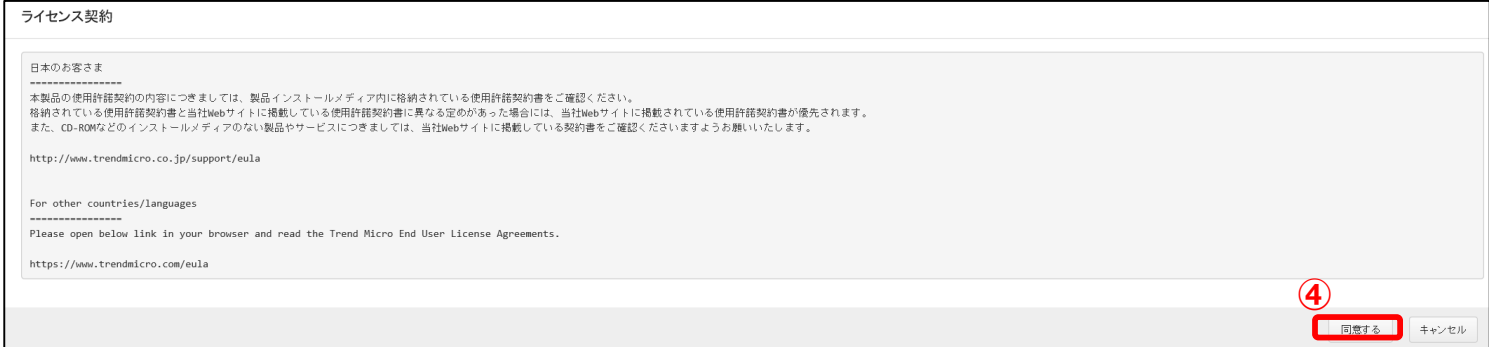 ライセンス契約
日本のお客さま
================
本製品の使用許諾契約の内容につきましては、製品インストールメディア内に格納されている使用許諾契約書をご確認ください。
格納されている使用許諾契約書と当社Webサイトに掲載している使用許諾契約書に異なる定めがあった場合には、当社Webサイトに掲載されている使用許諾契約書が優先されます。
また、CD-ROMなどのインストールメディアのない製品やサービスにつきましては、当社Webサイトに掲載している契約書をご確認くださいますようお願いいたします。
http://www.trendmicro.co.jp/support/eula
For other countries/languages
================
Please open below link in your browser and read the Trend Micro End User License Agreements.
https://www.trendmicro.com/eula
④
同意する
キャンセル